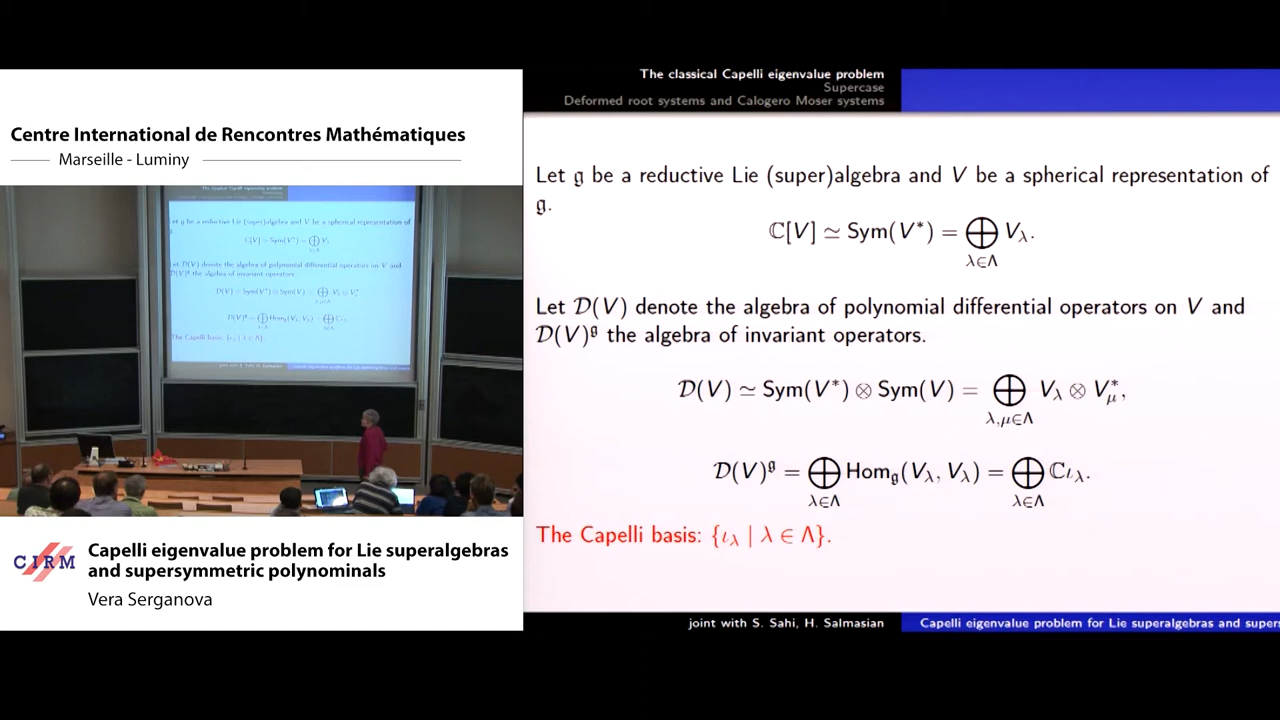 Centre International de Rencontres Mathématiques
Marseille - Luminy
CIRM
Capelli eigenvalue problem for Lie superalgebras
and supersymmetric polynominals
Vera Serganova
The classical Capelli eigenvalue problem
Supercase
Deformed root systems and Calogero Moser systems
Let 𝔤 be a reductive Lie (super)algebra and V be a spherical representation of
𝔤.
ℂ[V] ≃ Sym(V*) = ⨁_{λ∈Λ} V_λ.
Let 𝒟(V) denote the algebra of polynomial differential operators on V and
𝒟(V)^𝔤 the algebra of invariant operators.
𝒟(V) ≃ Sym(V*) ⊗ Sym(V) = ⨁_{λ,μ∈Λ} V_λ ⊗ V_μ*,
𝒟(V)^𝔤 = ⨁_{λ∈Λ} Hom_𝔤(V_λ, V_λ) = ⨁_{λ∈Λ} ℂι_λ.
The Capelli basis: {ι_λ | λ ∈ Λ}.
joint with S. Sahi, H. Salmasian
Capelli eigenvalue problem for Lie superalgebras and supers